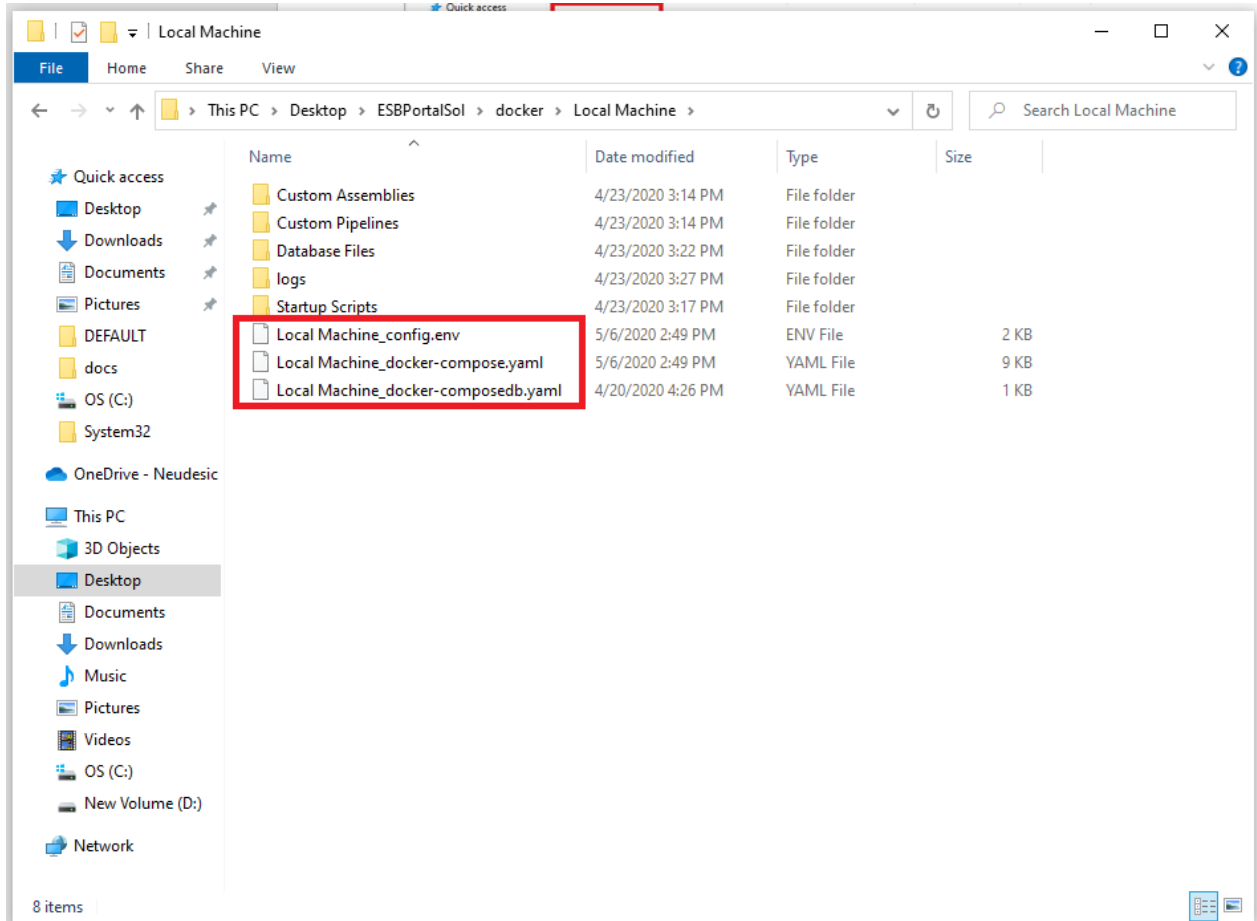 Quick access
Local Machine
File Home Share View
This PC > Desktop > ESBPortalSol > docker > Local Machine >
Search Local Machine
Name Date modified Type Size
Custom Assemblies 4/23/2020 3:14 PM File folder
Custom Pipelines 4/23/2020 3:14 PM File folder
Database Files 4/23/2020 3:22 PM File folder
logs 4/23/2020 3:27 PM File folder
Startup Scripts 4/23/2020 3:17 PM File folder
Local Machine_config.env 5/6/2020 2:49 PM ENV File 2 KB
Local Machine_docker-compose.yaml 5/6/2020 2:49 PM YAML File 9 KB
Local Machine_docker-composedb.yaml 4/20/2020 4:26 PM YAML File 1 KB
Quick access
Desktop
Downloads
Documents
Pictures
DEFAULT
docs
OS (C:)
System32
OneDrive - Neudesic
This PC
3D Objects
Desktop
Documents
Downloads
Music
Pictures
Videos
OS (C:)
New Volume (D:)
Network
8 items